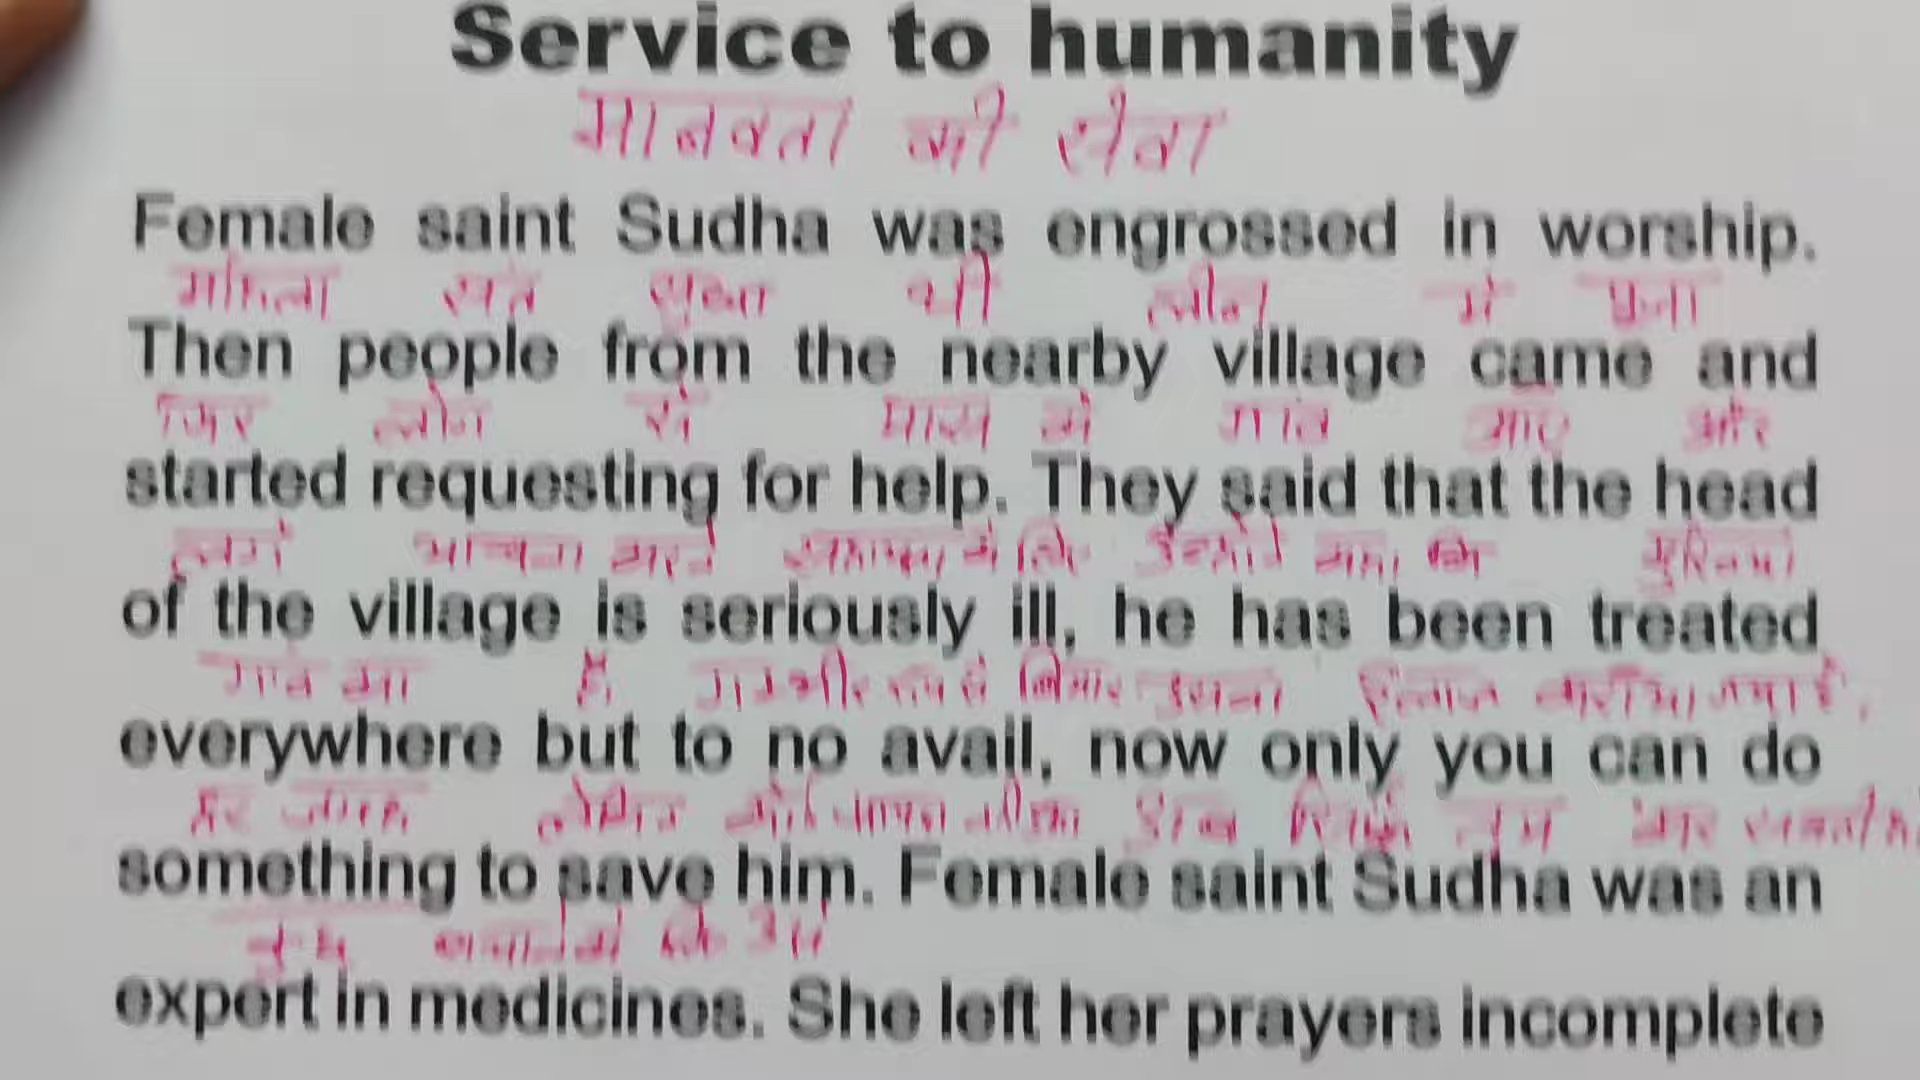 Service to humanity
मानवता की सेवा
Female saint Sudha was engrossed in worship.
महिला संत सुधा थी लीन में पूजा
Then people from the nearby village came and
फिर लोग से पास के गांव आए और
started requesting for help. They said that the head
लगे याचना करने सहायता के लिए उन्होंने कहा कि मुखिया
of the village is seriously ill, he has been treated
गांव का है गम्भीर रूप से बिमार उसका इलाज
everywhere but to no avail, now only you can do
हर जगह लेकिन कोई फायदा नहीं अब सिर्फ तुम कर सकती
something to save him. Female saint Sudha was an
कुछ बचाने के लिए उसे
expert in medicines. She left her prayers incomplete